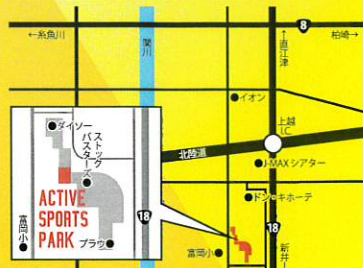 ←糸魚川
関川
8
↑直江津
柏崎→
イオン
上越I.C.
北陸道
J-MAXシアター
ドン・キホーテ
18
新井→
富岡小
18
ダイソー
ストックバスターズ
ACTIVE
SPORTS
PARK
富岡小
プラウ